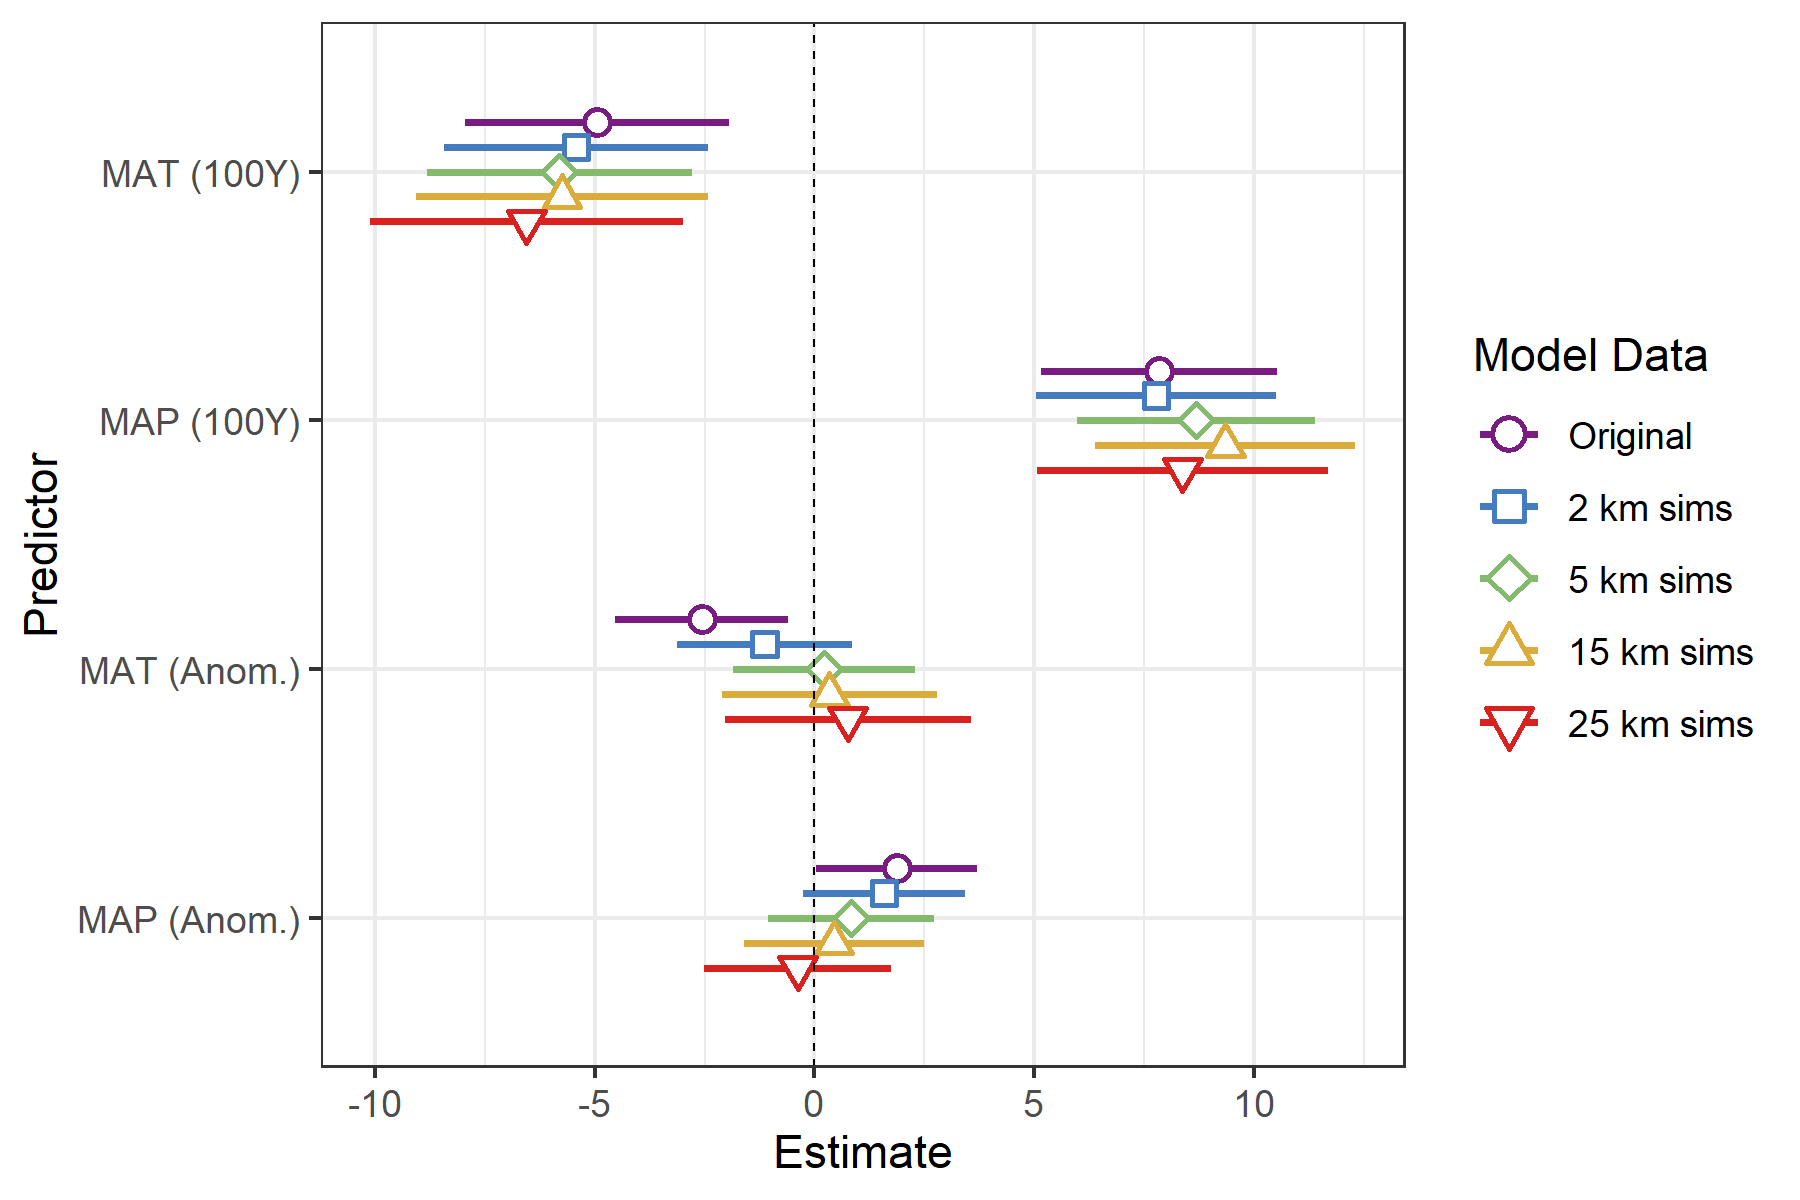 Predictor
MAT (100Y)
MAP (100Y)
MAT (Anom.)
MAP (Anom.)
-10
-5
0
5
10
Estimate
Model Data
Original
2 km sims
5 km sims
15 km sims
25 km sims